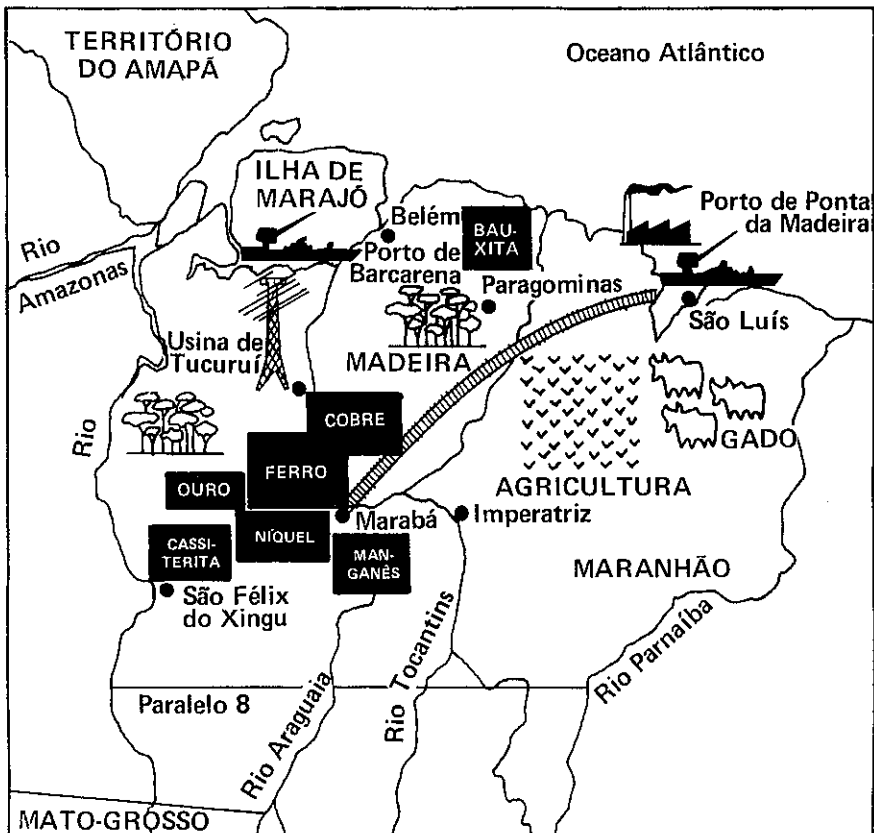 TERRITÓRIO
DO AMAPÁ
Oceano Atlântico
ILHA DE
MARAJÓ
Belém
Porto de
Barcarena
BAU-
XITA
Porto de Ponta
da Madeira
Rio
Amazonas
Paragominas
São Luís
Usina de
Tucuruí
MADEIRA
Rio
COBRE
GADO
FERRO
OURO
AGRICULTURA
Marabá
Imperatriz
NÍQUEL
CASSI-
TERITA
MAN-
GANÊS
MARANHÃO
São Félix
do Xingu
Rio Parnaíba
Rio Tocantins
Rio Araguaia
Paralelo 8
MATO-GROSSO